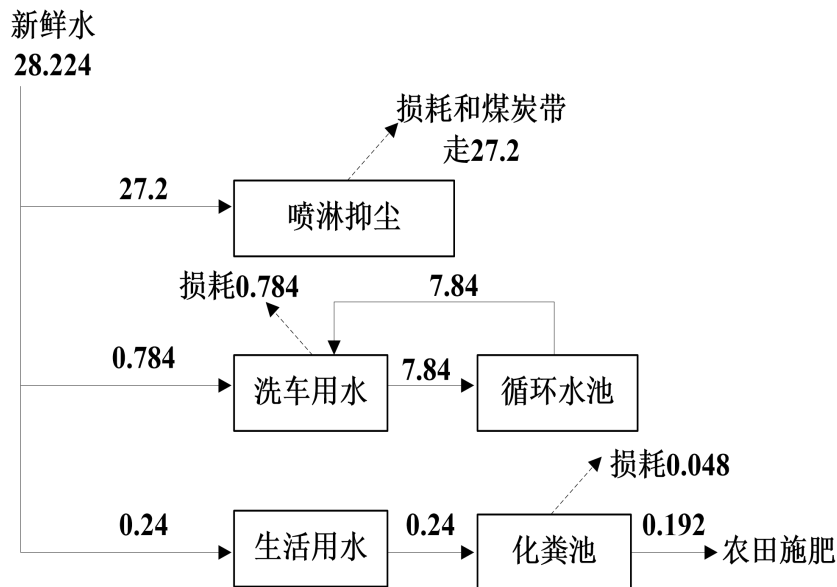 新鲜水
28.224
损耗和煤炭带
走27.2
27.2
喷淋抑尘
损耗0.784
7.84
0.784
洗车用水
7.84
循环水池
损耗0.048
0.24
生活用水
0.24
化粪池
0.192
农田施肥